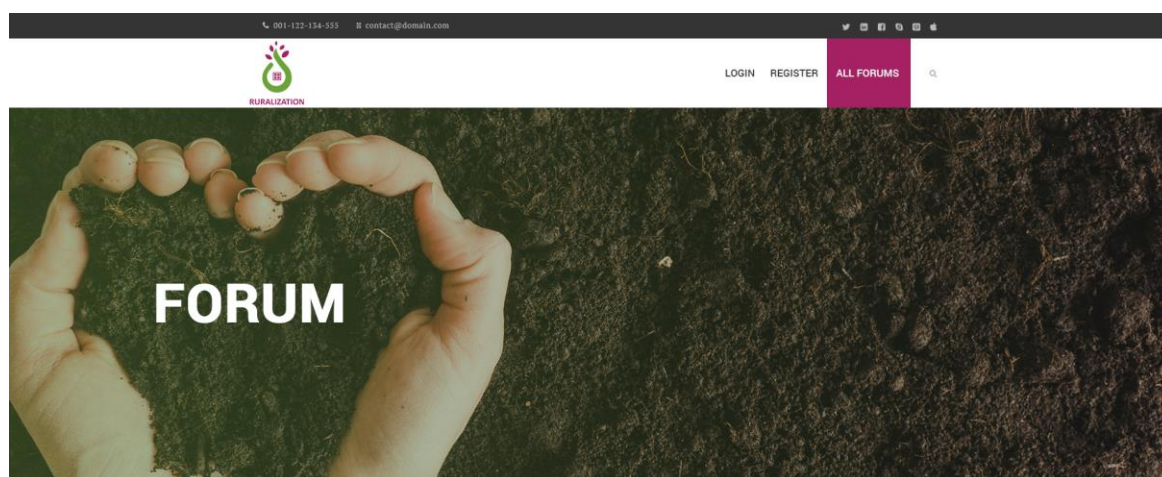 001-122-134-555 contact@domain.com
RURALIZATION
LOGIN REGISTER ALL FORUMS
FORUM